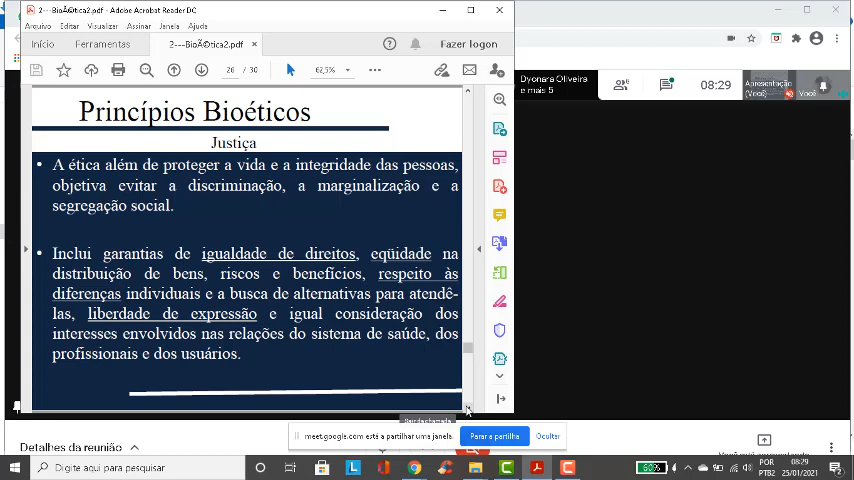 2---BioÃ©tica2.pdf - Adobe Acrobat Reader DC
Arquivo Editar Visualizar Assinar Janela Ajuda
Início Ferramentas 2---BioÃ©tica2.pdf × Fazer logon
26 / 30 62,5%
Princípios Bioéticos
Justiça
• A ética além de proteger a vida e a integridade das pessoas,
objetiva evitar a discriminação, a marginalização e a
segregação social.
• Inclui garantias de igualdade de direitos, eqüidade na
distribuição de bens, riscos e benefícios, respeito às
diferenças individuais e a busca de alternativas para atendê-
las, liberdade de expressão e igual consideração dos
interesses envolvidos nas relações do sistema de saúde, dos
profissionais e dos usuários.
Dyonara Oliveira
e mais 5
6
08:29
Apresentação
(Você)
Você
meet.google.com está a partilhar uma janela.
Parar a partilha
Ocultar
Detalhes da reunião
Digite aqui para pesquisar
60%
POR
PTB2
08:29
25/01/2021